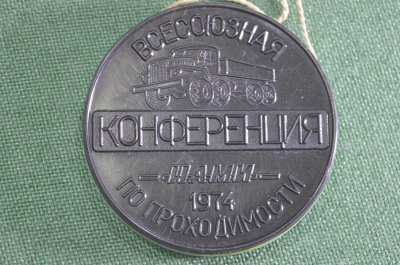 ВСЕСОЮЗНАЯ
КОНФЕРЕНЦИЯ
НАМИ
1974
ПО ПРОХОДИМОСТИ